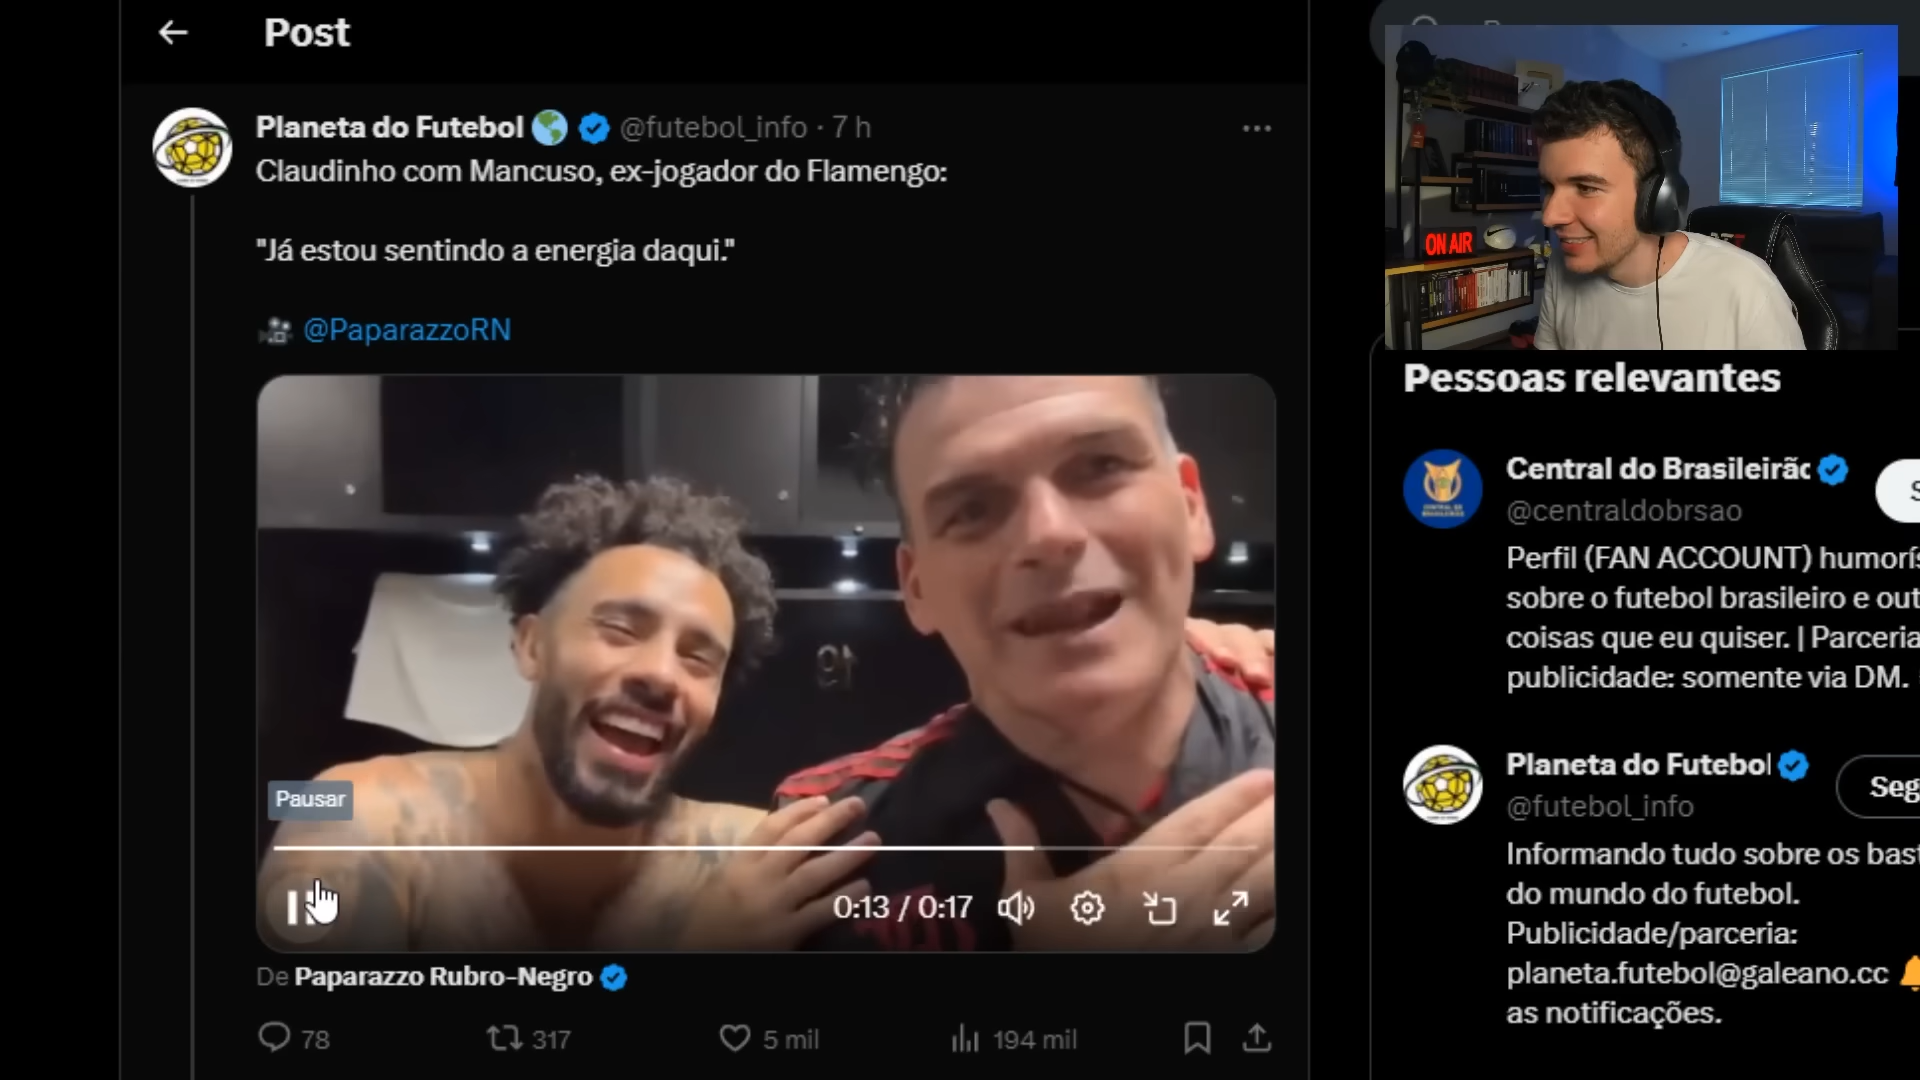 Post
Planeta do Futebol @futebol_info · 7 h
Claudinho com Mancuso, ex-jogador do Flamengo:
"Já estou sentindo a energia daqui."
@PaparazzoRN
19
Pausar
0:13 / 0:17
De Paparazzo Rubro-Negro
78
317
5 mil
194 mil
ON AIR
Pessoas relevantes
Central do Brasileirão
@centraldobrsao
Perfil (FAN ACCOUNT) humorís
sobre o futebol brasileiro e out
coisas que eu quiser. | Parceria
publicidade: somente via DM.
Planeta do Futebol
@futebol_info
Seg
Informando tudo sobre os bast
do mundo do futebol.
Publicidade/parceria:
planeta.futebol@galeano.cc
as notificações.